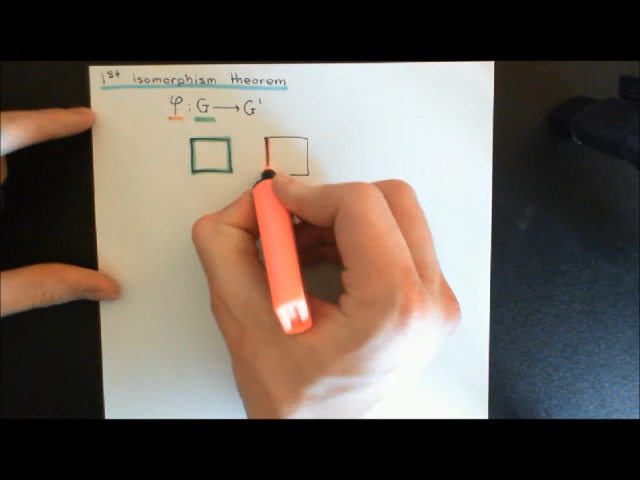 1st isomorphism theorem
φ : G → G'